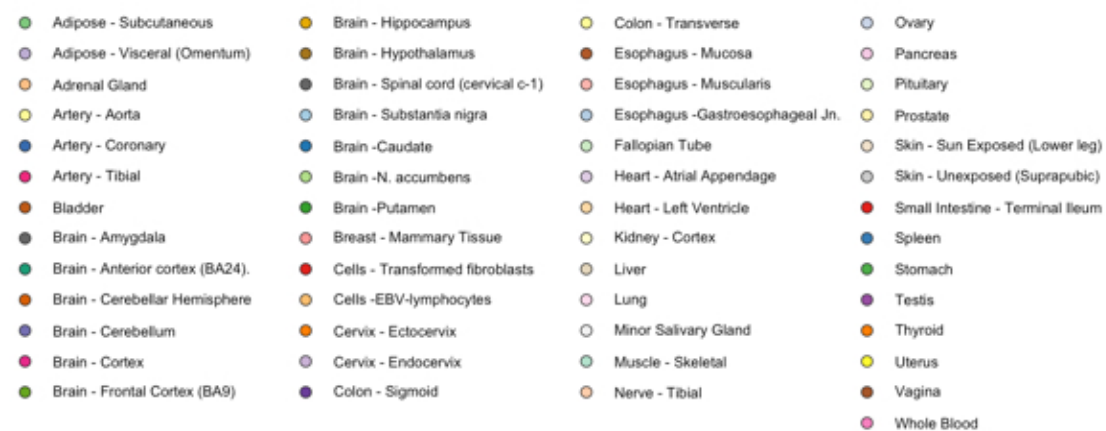 Adipose - Subcutaneous
Adipose - Visceral (Omentum)
Adrenal Gland
Artery - Aorta
Artery - Coronary
Artery - Tibial
Bladder
Brain - Amygdala
Brain - Anterior cortex (BA24).
Brain - Cerebellar Hemisphere
Brain - Cerebellum
Brain - Cortex
Brain - Frontal Cortex (BA9)
Brain - Hippocampus
Brain - Hypothalamus
Brain - Spinal cord (cervical c-1)
Brain - Substantia nigra
Brain -Caudate
Brain -N. accumbens
Brain -Putamen
Breast - Mammary Tissue
Cells - Transformed fibroblasts
Cells -EBV-lymphocytes
Cervix - Ectocervix
Cervix - Endocervix
Colon - Sigmoid
Colon - Transverse
Esophagus - Mucosa
Esophagus - Muscularis
Esophagus -Gastroesophageal Jn.
Fallopian Tube
Heart - Atrial Appendage
Heart - Left Ventricle
Kidney - Cortex
Liver
Lung
Minor Salivary Gland
Muscle - Skeletal
Nerve - Tibial
Ovary
Pancreas
Pituitary
Prostate
Skin - Sun Exposed (Lower leg)
Skin - Unexposed (Suprapubic)
Small Intestine - Terminal Ileum
Spleen
Stomach
Testis
Thyroid
Uterus
Vagina
Whole Blood